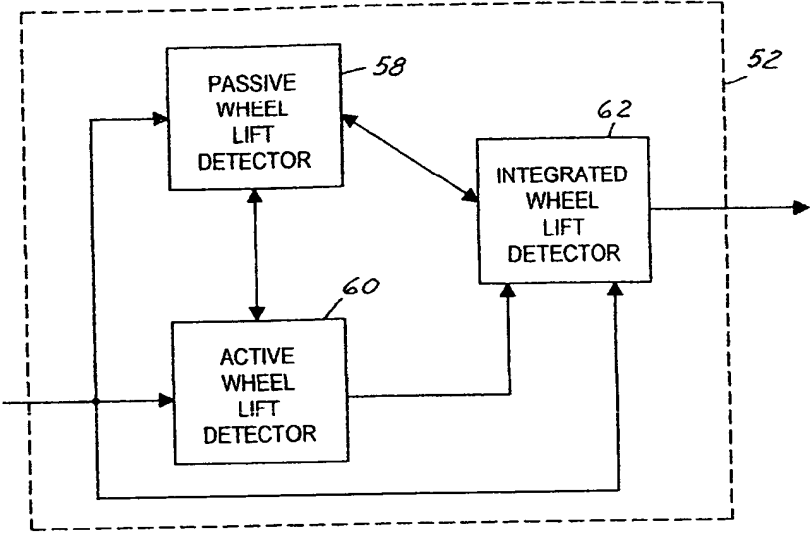 PASSIVE
WHEEL
LIFT
DETECTOR
58
52
62
INTEGRATED
WHEEL
LIFT
DETECTOR
60
ACTIVE
WHEEL
LIFT
DETECTOR